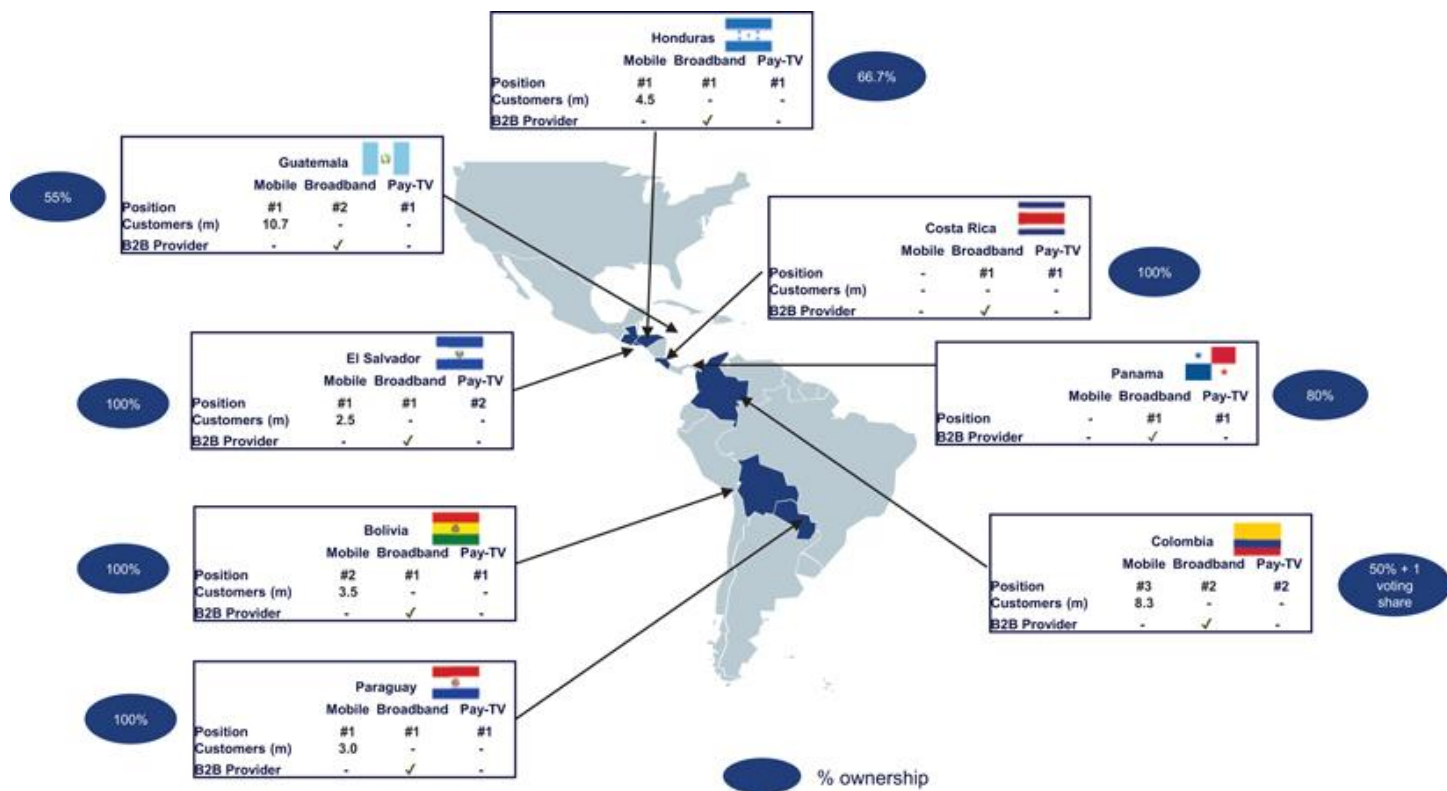 Honduras
Mobile Broadband Pay-TV
Position #1 #1 #1
Customers (m) 4.5 - -
B2B Provider - ✓ -
66.7%
Guatemala
Mobile Broadband Pay-TV
Position #1 #2 #1
Customers (m) 10.7 - -
B2B Provider - ✓ -
55%
Costa Rica
Mobile Broadband Pay-TV
Position - #1 #1
Customers (m) - - -
B2B Provider - ✓ -
100%
El Salvador
Mobile Broadband Pay-TV
Position #1 #1 #2
Customers (m) 2.5 - -
B2B Provider - ✓ -
100%
Panama
Mobile Broadband Pay-TV
Position - #1 #1
B2B Provider - ✓ -
80%
Bolivia
Mobile Broadband Pay-TV
Position #2 #1 #1
Customers (m) 3.5 - -
B2B Provider - ✓ -
100%
Colombia
Mobile Broadband Pay-TV
Position #3 #2 #2
Customers (m) 8.3 - -
B2B Provider - ✓ -
50% + 1
voting
share
Paraguay
Mobile Broadband Pay-TV
Position #1 #1 #1
Customers (m) 3.0 - -
B2B Provider - ✓ -
100%
% ownership